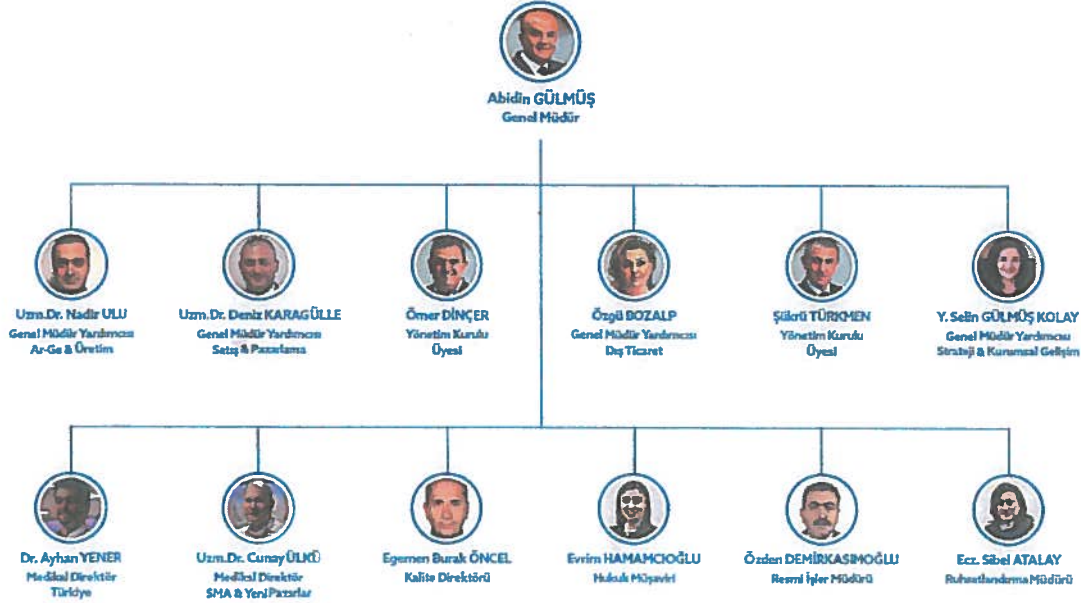 Abidin GÜLMÜŞ
Genel Müdür
Uzm.Dr. Nadir ULU
Genel Müdür Yardımcısı
Ar-Ge & Üretim
Uzm.Dr. Deniz KARAGÜLLE
Genel Müdür Yardımcısı
Satış & Pazarlama
Ömer DİNÇER
Yönetim Kurulu
Üyesi
Özgü BOZALP
Genel Müdür Yardımcısı
Dış Ticaret
Şükrü TÜRKMEN
Yönetim Kurulu
Üyesi
Y. Selin GÜLMÜŞ KOLAY
Genel Müdür Yardımcısı
Strateji & Kurumsal Gelişim
Dr. Ayhan YENER
Medikal Direktör
Türkiye
Uzm.Dr. Cunay ÜLKÜ
Medikal Direktör
SMA & Yeni Pazarlar
Egemen Burak ÖNCEL
Kalite Direktörü
Evrim HAMAMCIOĞLU
Hukuk Müşaviri
Özden DEMİRKASIMOĞLU
Resmi İşler Müdürü
Ecz. Sibel ATALAY
Ruhsatlandırma Müdürü